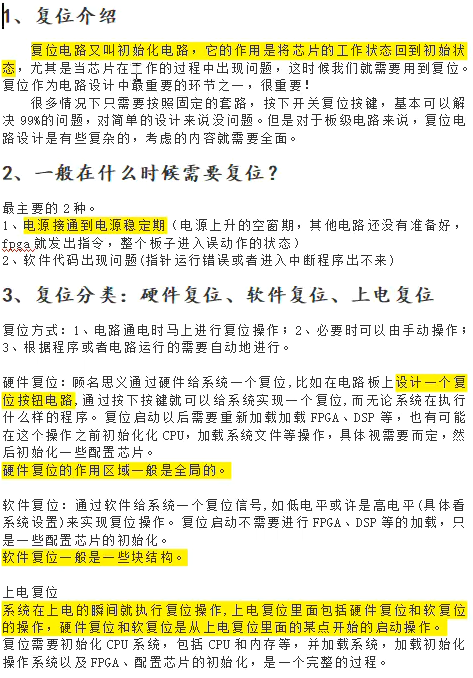 1、复位介绍
复位电路又叫初始化电路，它的作用是将芯片的工作状态回到初始状
态，尤其是当芯片在工作的过程中出现问题，这时候我们就需要用到复位。
复位作为电路设计中最重要的环节之一，很重要！
很多情况下只需要按照固定的套路，按下开关复位按键，基本可以解
决 99%的问题，对简单的设计来说没问题。但是对于板级电路来说，复位电
路设计是有些复杂的，考虑的内容就需要全面。
2、一般在什么时候需要复位？
最主要的 2 种。
1、电源接通到电源稳定期（电源上升的空窗期，其他电路还没有准备好，
fpga 就发出指令，整个板子进入误动作的状态）
2、软件代码出现问题(指针运行错误或者进入中断程序出不来)
3、复位分类：硬件复位、软件复位、上电复位
复位方式：1、电路通电时马上进行复位操作；2、必要时可以由手动操作；
3、根据程序或者电路运行的需要自动地进行。
硬件复位：顾名思义通过硬件给系统一个复位,比如在电路板上设计一个复
位按钮电路,通过按下按键就可以给系统实现一个复位,而无论系统在执行
什么样的程序。复位启动以后需要重新加载加载 FPGA、DSP 等，也有可能
在这个操作之前初始化化 CPU，加载系统文件等操作，具体视需要而定，然
后初始化一些配置芯片。
硬件复位的作用区域一般是全局的。
软件复位：通过软件给系统一个复位信号,如低电平或许是高电平(具体看
系统设置)来实现复位操作。复位启动不需要进行 FPGA、DSP 等的加载，只
是一些配置芯片的初始化。
软件复位一般是一些块结构。
上电复位
系统在上电的瞬间就执行复位操作,上电复位里面包括硬件复位和软复位
的操作，硬件复位和软复位是从上电复位里面的某点开始的启动操作。
复位需要初始化 CPU 系统，包括 CPU 和内存等，并加载系统，加载初始化
操作系统以及 FPGA、配置芯片的初始化，是一个完整的过程。